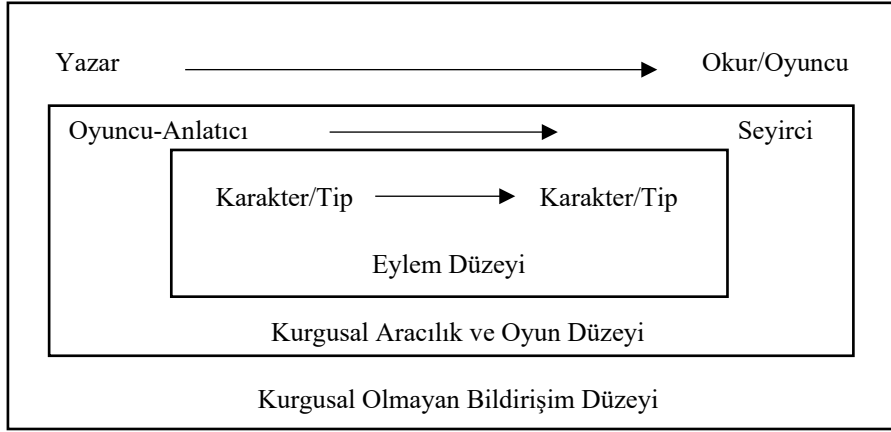 Yazar Okur/Oyuncu
Oyuncu-Anlatıcı Seyirci
Karakter/Tip Karakter/Tip
Eylem Düzeyi
Kurgusal Aracılık ve Oyun Düzeyi
Kurgusal Olmayan Bildirişim Düzeyi